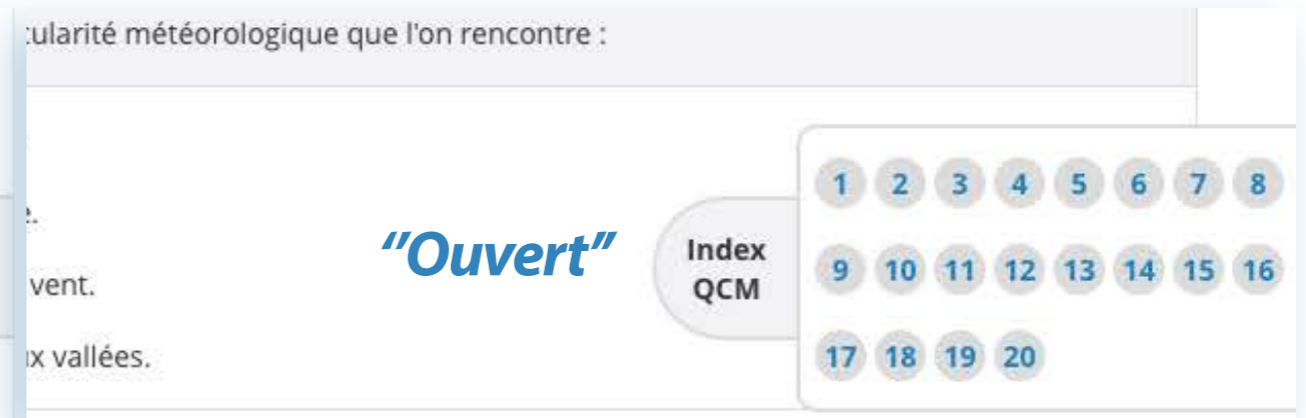 météorologique que l'on rencontre :
vent.
vallées.
"Ouvert"
Index
QCM
1 2 3 4 5 6 7 8
9 10 11 12 13 14 15 16
17 18 19 20